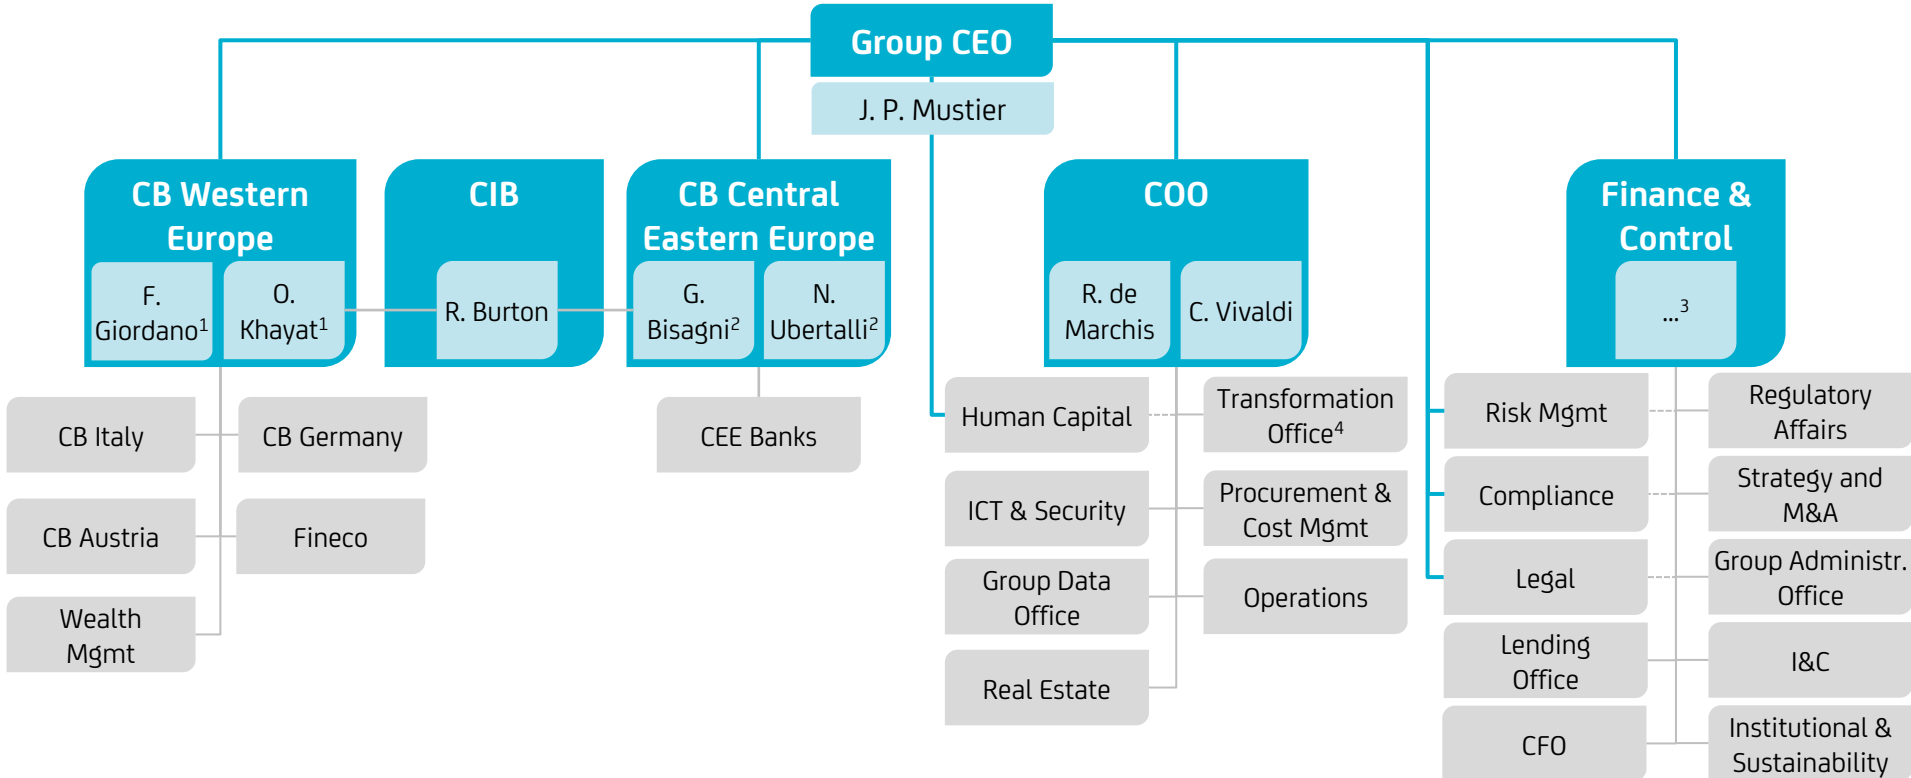 Group CEO
J. P. Mustier
CB Western
Europe
F.
Giordano¹
O.
Khayat¹
CIB
R. Burton
CB Central
Eastern Europe
G.
Bisagni²
N.
Ubertalli²
COO
R. de
Marchis
C. Vivaldi
Finance &
Control
...³
CB Italy
CB Germany
CB Austria
Fineco
Wealth
Mgmt
CEE Banks
Human Capital
Transformation
Office⁴
ICT & Security
Procurement &
Cost Mgmt
Group Data
Office
Operations
Real Estate
Risk Mgmt
Regulatory
Affairs
Compliance
Strategy and
M&A
Legal
Group Administr.
Office
Lending
Office
I&C
CFO
Institutional &
Sustainability